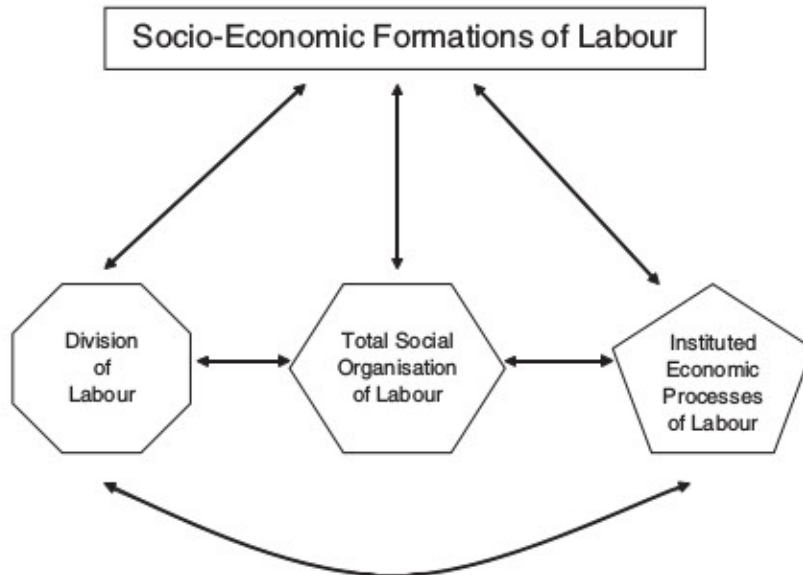 Socio-Economic Formations of Labour
Division
of
Labour
Total Social
Organisation
of Labour
Instituted
Economic
Processes
of Labour